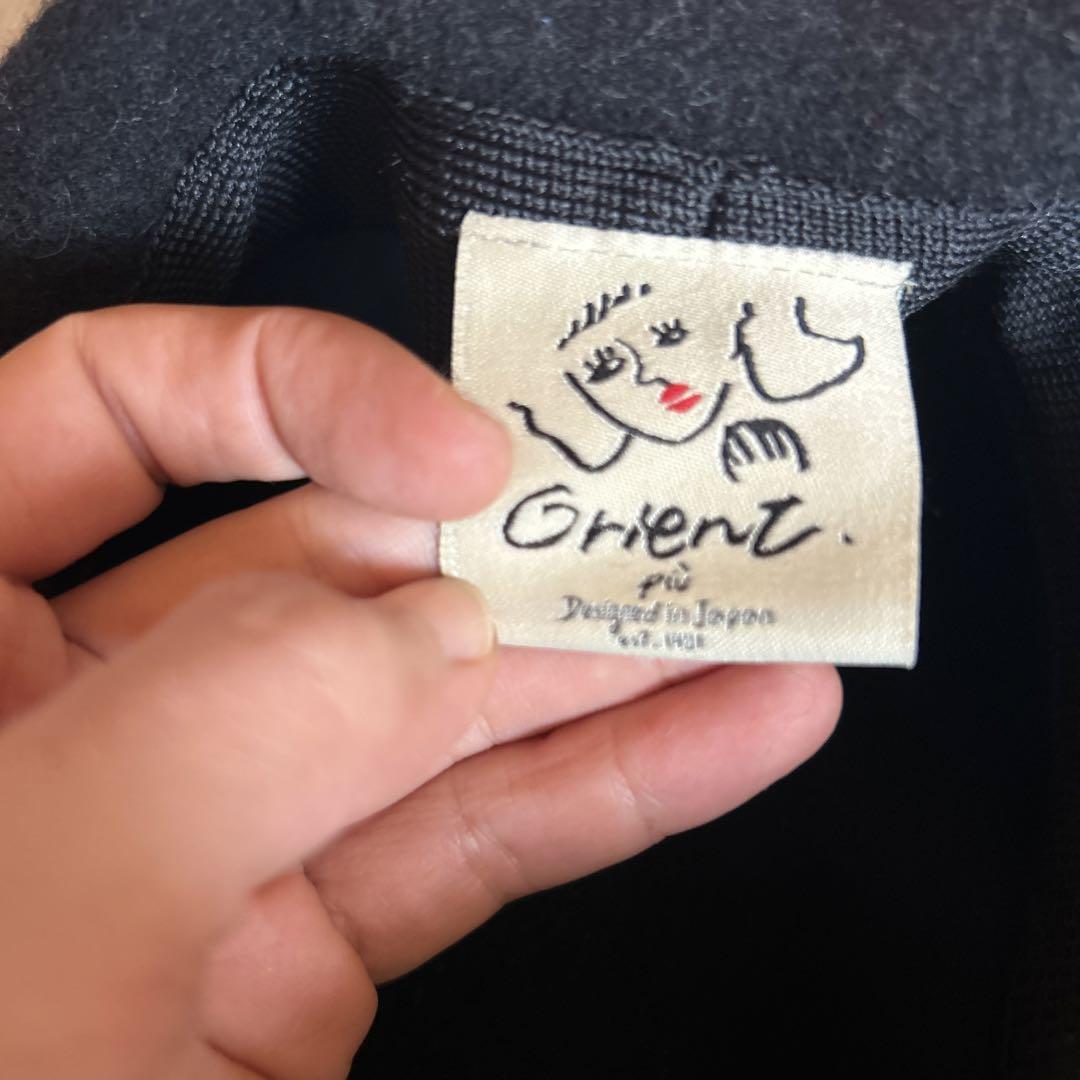 Orient.
più
Designed in Japan